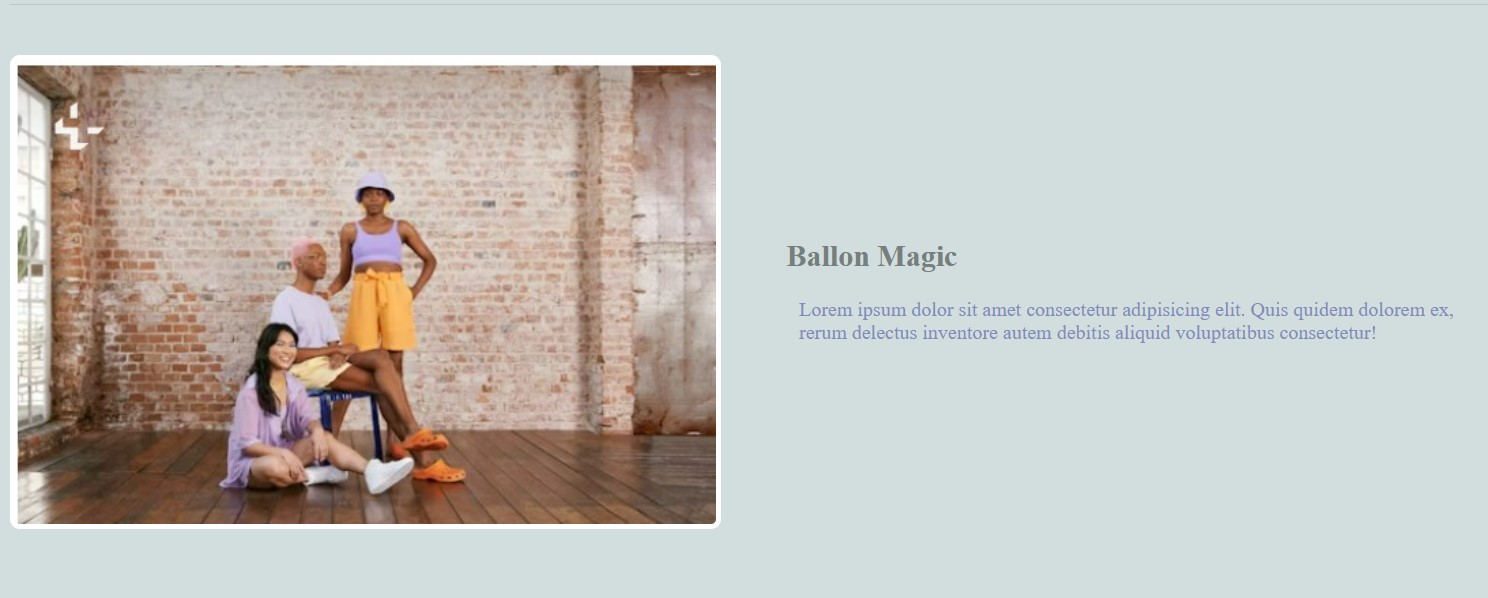 Ballon Magic
Lorem ipsum dolor sit amet consectetur adipisicing elit. Quis quidem dolorem ex,
rerum delectus inventore autem debitis aliquid voluptatibus consectetur!